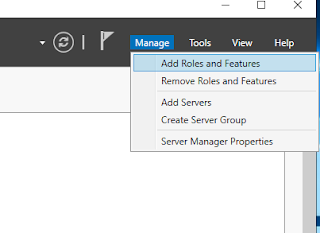 Manage Tools View Help
Add Roles and Features
Remove Roles and Features
Add Servers
Create Server Group
Server Manager Properties